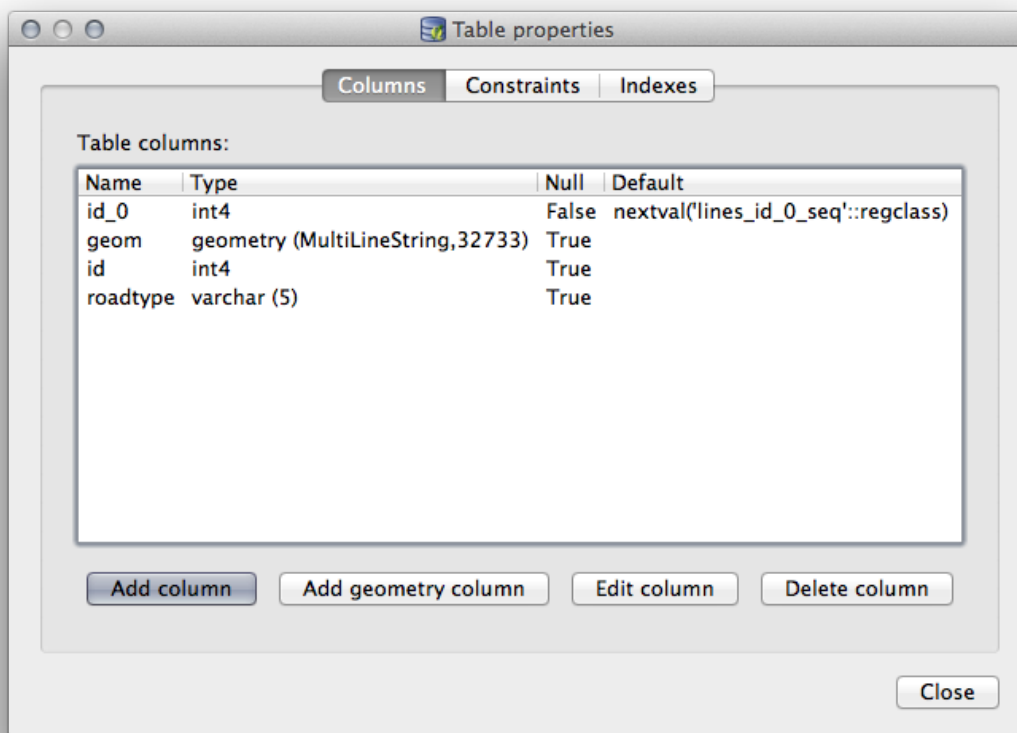 Table properties
Columns Constraints Indexes
Table columns:
Name Type Null Default
id_0 int4 False nextval('lines_id_0_seq'::regclass)
geom geometry (MultiLineString,32733) True
id int4 True
roadtype varchar (5) True
Add column Add geometry column Edit column Delete column
Close